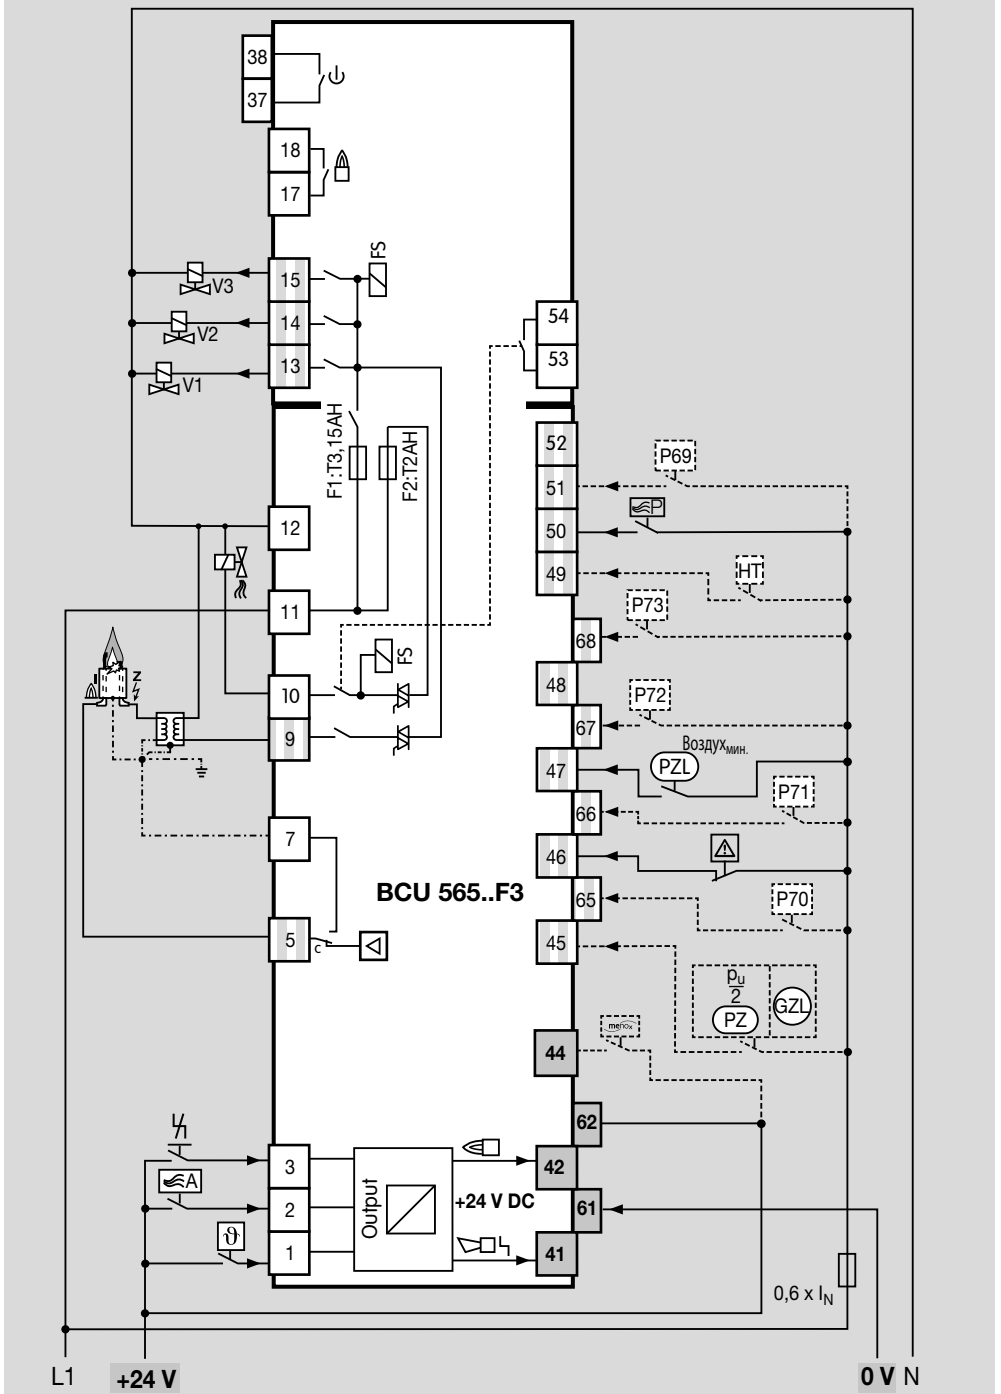 38
37
18
17
FS
15
V3
14
V2
13
V1
54
53
F1:T3,15AH
F2:T2AH
52
P69
51
P
50
12
49
HT
11
P73
68
FS
48
10
P72
67
9
Воздух мин.
PZL
47
P71
66
7
46
BCU 565..F3
65
P70
5
c
45
pu
2
PZ
GZL
menox
44
62
3
42
A
Output
+24 V DC
2
61
ϑ
1
41
0,6 x IN
L1
+24 V
0 V
N
I
Z